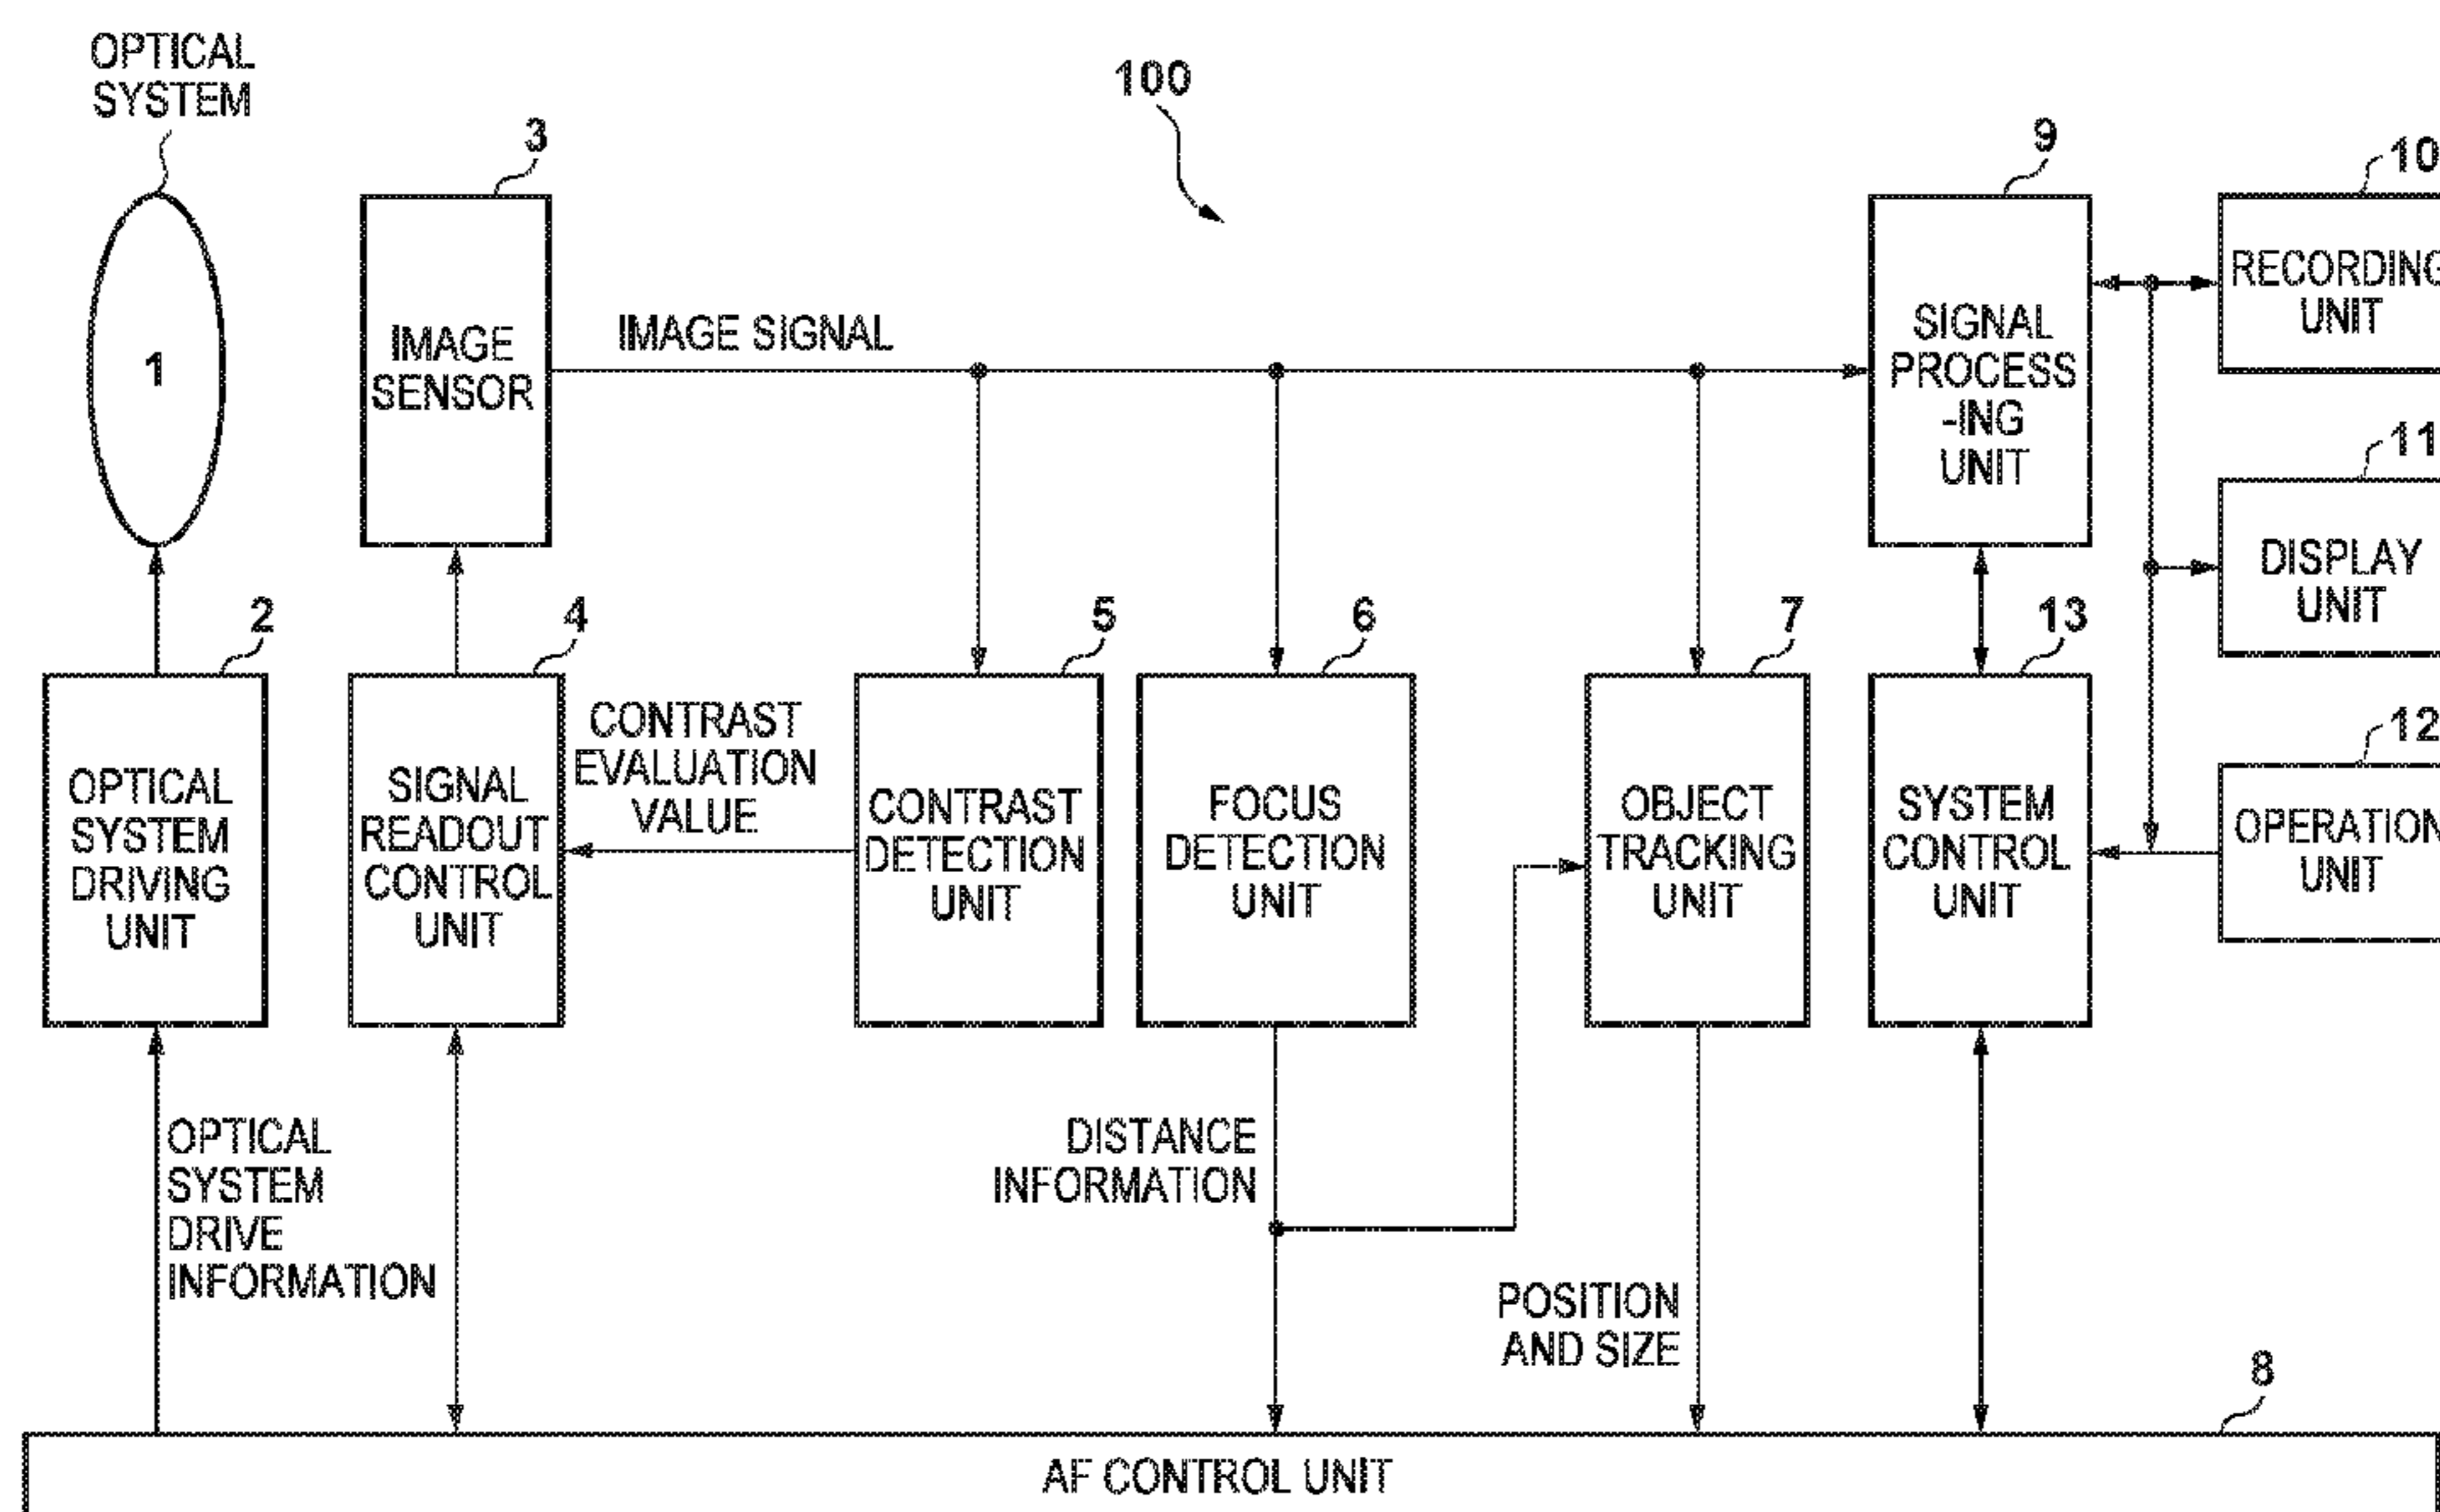 OPTICAL
SYSTEM
100
3
9
10
1
IMAGE
SENSOR
IMAGE SIGNAL
SIGNAL
PROCESS
-ING
UNIT
RECORDING
UNIT
11
DISPLAY
UNIT
2
4
5
6
7
13
12
OPTICAL
SYSTEM
DRIVING
UNIT
SIGNAL
READOUT
CONTROL
UNIT
CONTRAST
EVALUATION
VALUE
CONTRAST
DETECTION
UNIT
FOCUS
DETECTION
UNIT
OBJECT
TRACKING
UNIT
SYSTEM
CONTROL
UNIT
OPERATION
UNIT
OPTICAL
SYSTEM
DRIVE
INFORMATION
DISTANCE
INFORMATION
POSITION
AND SIZE
8
AF CONTROL UNIT